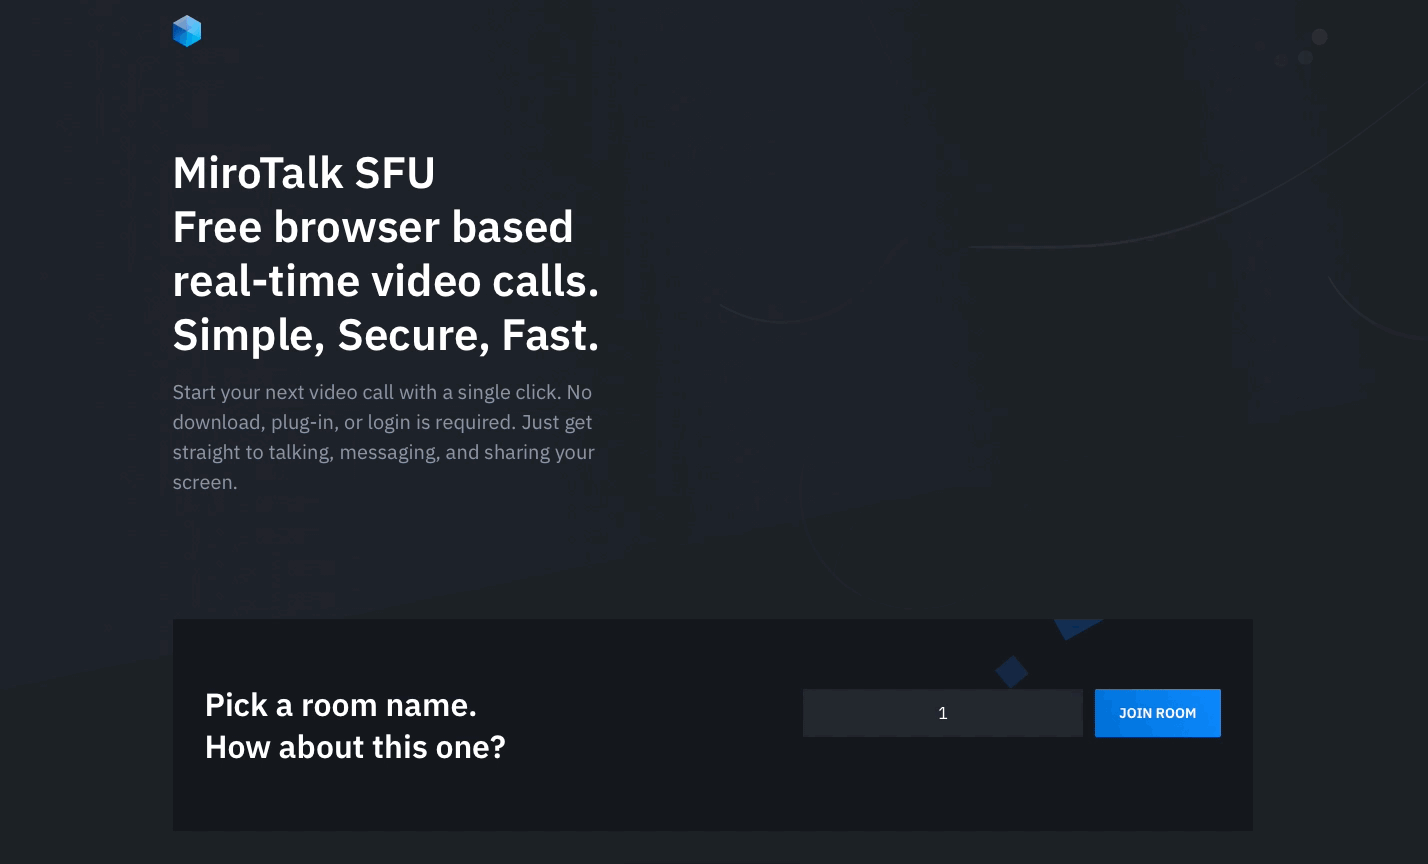 MiroTalk SFU
Free browser based
real-time video calls.
Simple, Secure, Fast.
Start your next video call with a single click. No
download, plug-in, or login is required. Just get
straight to talking, messaging, and sharing your
screen.
Pick a room name.
How about this one?
1
JOIN ROOM